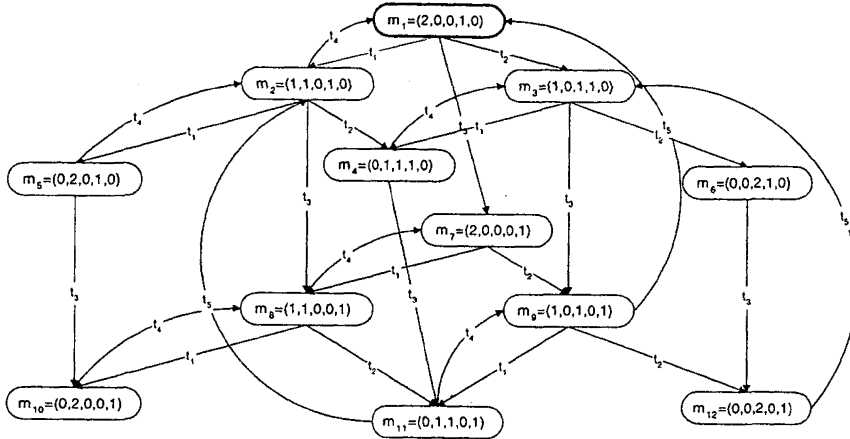 m1=(2,0,0,1,0)
t4
t1
t2
m2=(1,1,0,1,0)
m3=(1,0,1,1,0)
t4
t1
t2
t4
t3
t1
t5
t2
m5=(0,2,0,1,0)
m4=(0,1,1,1,0)
m6=(0,0,2,1,0)
t3
t3
t5
m7=(2,0,0,0,1)
t4
t1
t2
t3
t3
t3
t5
m8=(1,1,0,0,1)
m9=(1,0,1,0,1)
t4
t1
t2
t4
t1
t2
m10=(0,2,0,0,1)
m11=(0,1,1,0,1)
m12=(0,0,2,0,1)